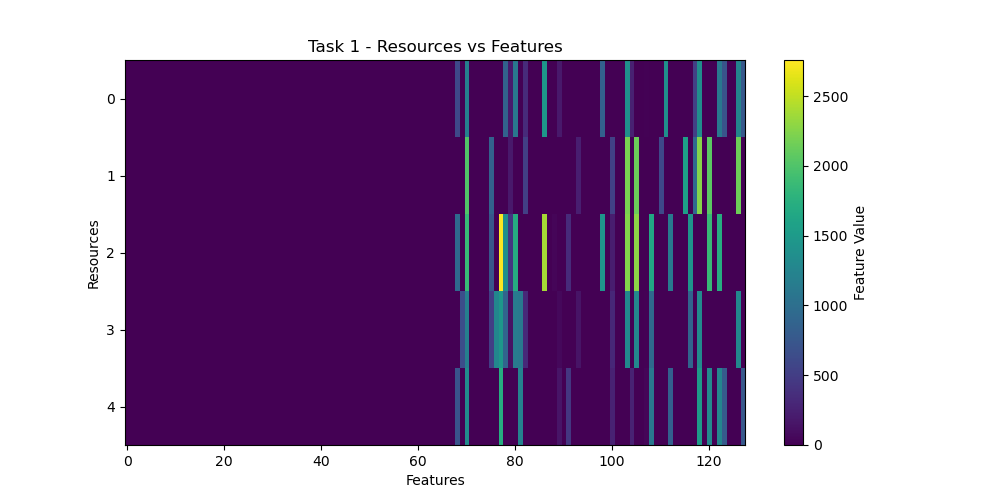 Task 1 - Resources vs Features
Resources
0
1
2
3
4
0 20 40 60 80 100 120
Features
2500
2000
1500
1000
500
0
Feature Value